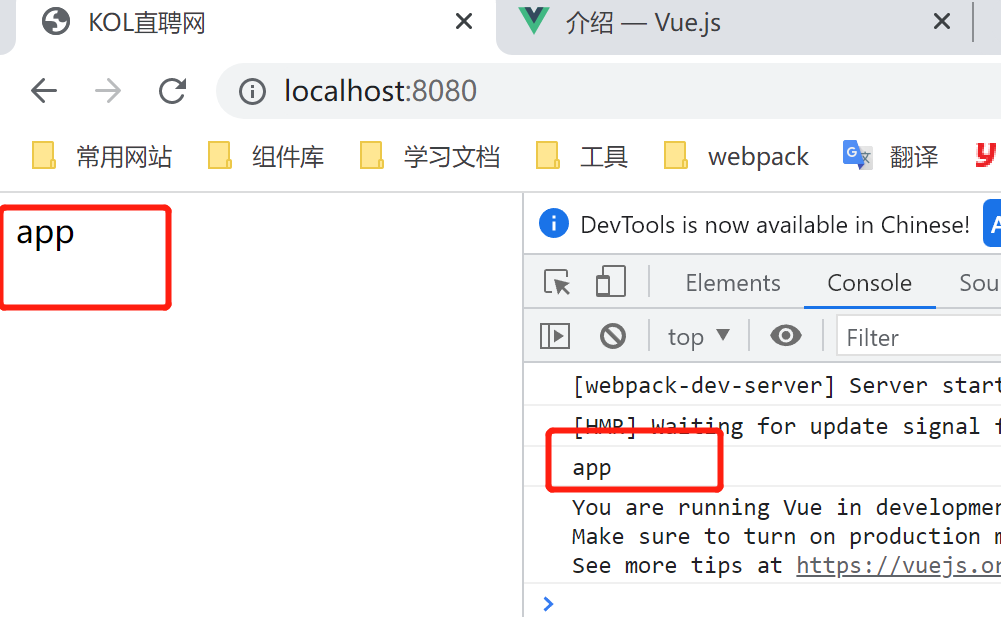 KOL直聘网
介绍 — Vue.js
localhost:8080
常用网站 组件库 学习文档 工具 webpack 翻译
app
DevTools is now available in Chinese!
Elements Console Sou
top Filter
[webpack-dev-server] Server start
[HMR] Waiting for update signal f
app
You are running Vue in developmen
Make sure to turn on production m
See more tips at https://vuejs.or